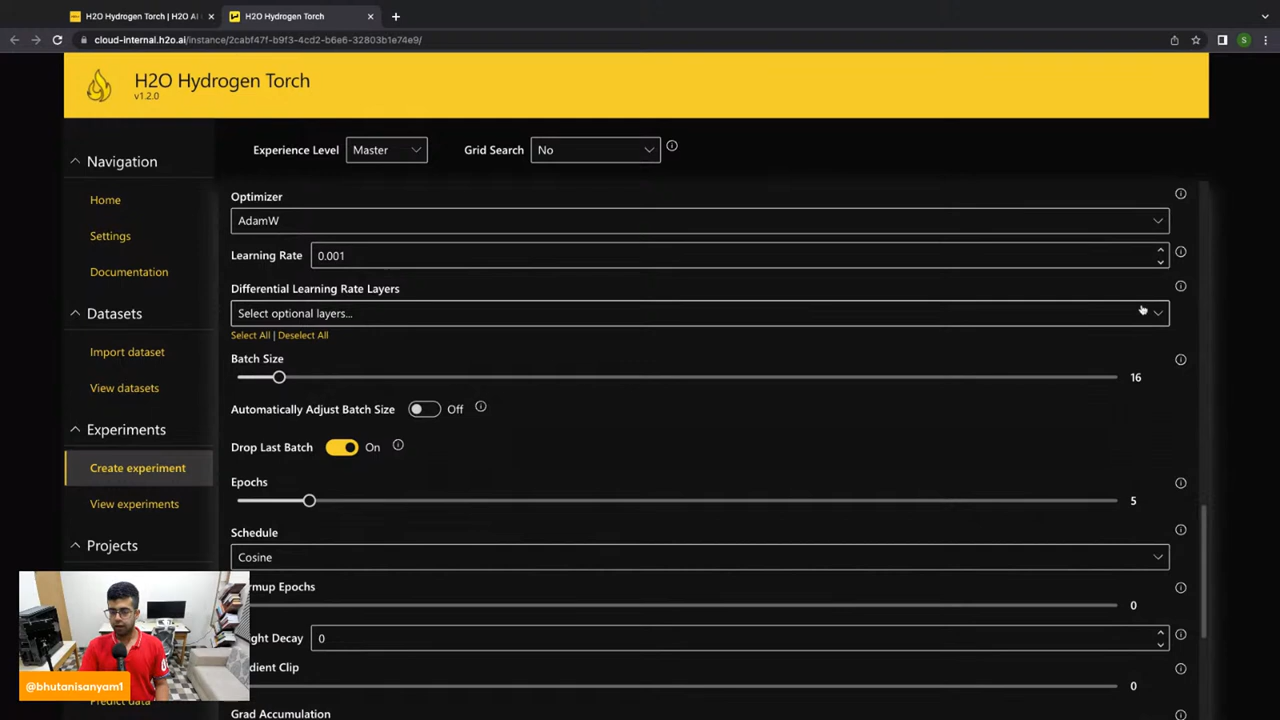 H2O Hydrogen Torch | H2O AI
H2O Hydrogen Torch
cloud-internal.h2o.ai/instance/2cabf47f-b9f3-4cd2-b6e6-32803b1e74e9/
S
H2O Hydrogen Torch
v1.2.0
Experience Level
Master
Grid Search
No
Navigation
Home
Settings
Documentation
Datasets
Import dataset
View datasets
Experiments
Create experiment
View experiments
Projects
Predict data
Optimizer
AdamW
Learning Rate
0.001
Differential Learning Rate Layers
Select optional layers...
Select All | Deselect All
Batch Size
16
Automatically Adjust Batch Size
Off
Drop Last Batch
On
Epochs
5
Schedule
Cosine
rmup Epochs
0
ght Decay
0
dient Clip
0
Grad Accumulation
@bhutanisanyam1